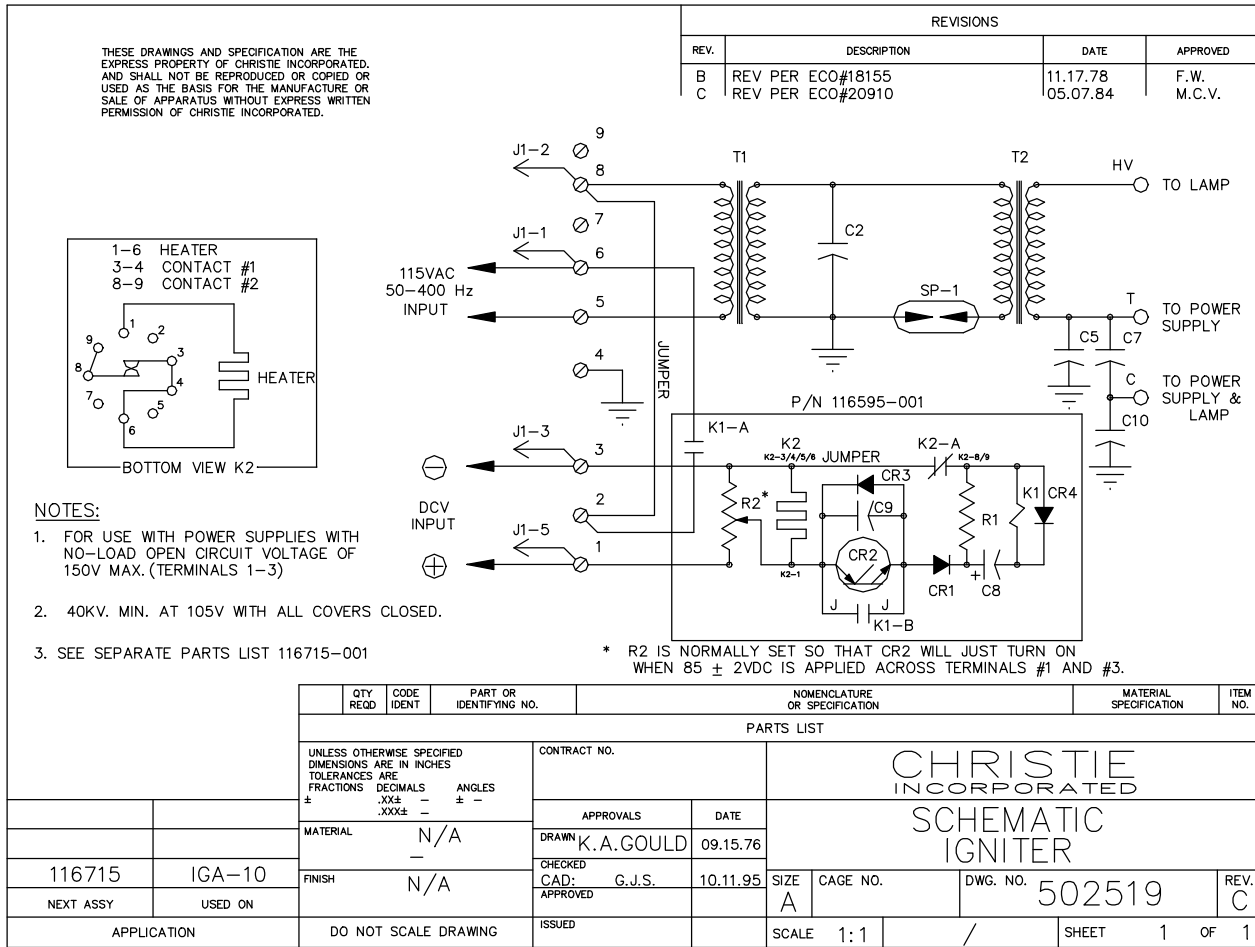 REVISIONS
REV. DESCRIPTION DATE APPROVED
B REV PER ECO#18155 11.17.78 F.W.
C REV PER ECO#20910 05.07.84 M.C.V.
THESE DRAWINGS AND SPECIFICATION ARE THE
EXPRESS PROPERTY OF CHRISTIE INCORPORATED.
AND SHALL NOT BE REPRODUCED OR COPIED OR
USED AS THE BASIS FOR THE MANUFACTURE OR
SALE OF APPARATUS WITHOUT EXPRESS WRITTEN
PERMISSION OF CHRISTIE INCORPORATED.
1-6 HEATER
3-4 CONTACT #1
8-9 CONTACT #2
1
2
9
3
8
4
HEATER
7
5
6
BOTTOM VIEW K2
9
J1-2
8
7
J1-1
6
115VAC
50-400 Hz
INPUT
5
4
JUMPER
J1-3
3
DCV
INPUT
2
J1-5
1
T1
T2
HV
TO LAMP
C2
SP-1
T
TO POWER
SUPPLY
C5
C7
C
TO POWER
SUPPLY &
LAMP
C10
P/N 116595-001
K1-A
K2
K2-3/4/5/6
JUMPER
K2-A
K2-8/9
CR3
R2*
C9
R1
K1
CR4
CR2
K2-1
CR1
+
C8
J J
K1-B
* R2 IS NORMALLY SET SO THAT CR2 WILL JUST TURN ON
WHEN 85 ± 2VDC IS APPLIED ACROSS TERMINALS #1 AND #3.
NOTES:
1. FOR USE WITH POWER SUPPLIES WITH
NO-LOAD OPEN CIRCUIT VOLTAGE OF
150V MAX. (TERMINALS 1-3)
2. 40KV. MIN. AT 105V WITH ALL COVERS CLOSED.
3. SEE SEPARATE PARTS LIST 116715-001
QTY REQD CODE IDENT PART OR IDENTIFYING NO. NOMENCLATURE OR SPECIFICATION MATERIAL SPECIFICATION ITEM NO.
PARTS LIST
UNLESS OTHERWISE SPECIFIED
DIMENSIONS ARE IN INCHES
TOLERANCES ARE
FRACTIONS DECIMALS ANGLES
± .XX± - ± -
.XXX± -
MATERIAL N/A
-
FINISH N/A
DO NOT SCALE DRAWING
CONTRACT NO.
APPROVALS DATE
DRAWN K.A.GOULD 09.15.76
CHECKED
CAD: G.J.S. 10.11.95
APPROVED
ISSUED
CHRISTIE
INCORPORATED
SCHEMATIC
IGNITER
SIZE A CAGE NO. DWG. NO. 502519 REV. C
SCALE 1:1 / SHEET 1 OF 1
116715 IGA-10
NEXT ASSY USED ON
APPLICATION